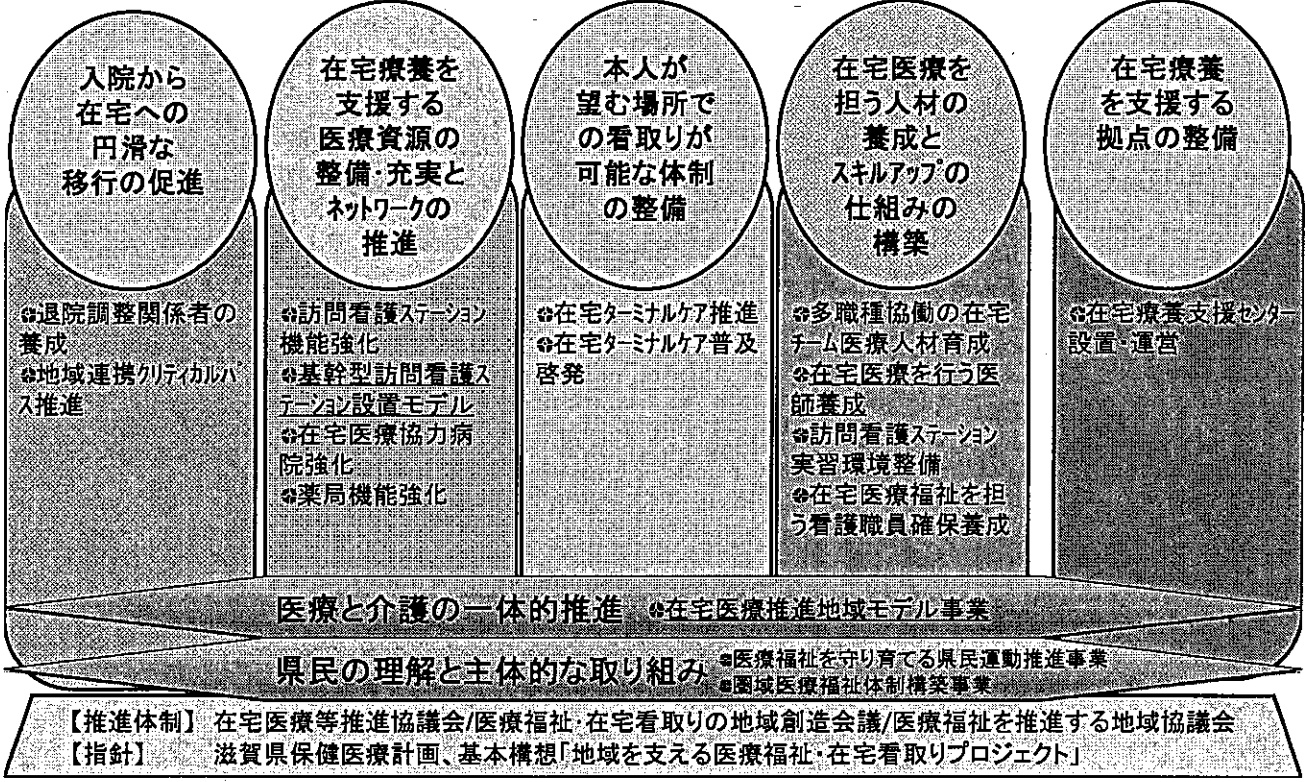 入院から
在宅への
円滑な
移行の促進
在宅療養を
支援する
医療資源の
整備・充実と
ネットワークの
推進
本人が
望む場所で
の看取りが
可能な体制
の整備
在宅医療を
担う人材の
養成と
スキルアップの
仕組みの
構築
在宅療養
を支援する
拠点の整備
退院調整関係者の
養成
地域連携クリティカルパ
ス推進
訪問看護ステーション
機能強化
基幹型訪問看護ス
テーション設置モデル
在宅医療協力病
院強化
薬局機能強化
在宅ターミナルケア推進
在宅ターミナルケア普及
啓発
多職種協働の在宅
チーム医療人材育成
在宅医療を行う医
師養成
訪問看護ステーション
実習環境整備
在宅医療福祉を担
う看護職員確保養成
在宅療養支援センター
設置・運営
医療と介護の一体的推進 在宅医療推進地域モデル事業
県民の理解と主体的な取り組み
医療福祉を守り育てる県民運動推進事業
圏域医療福祉体制構築事業
【推進体制】 在宅医療等推進協議会/医療福祉・在宅看取りの地域創造会議/医療福祉を推進する地域協議会
【指針】 滋賀県保健医療計画、基本構想「地域を支える医療福祉・在宅看取りプロジェクト」